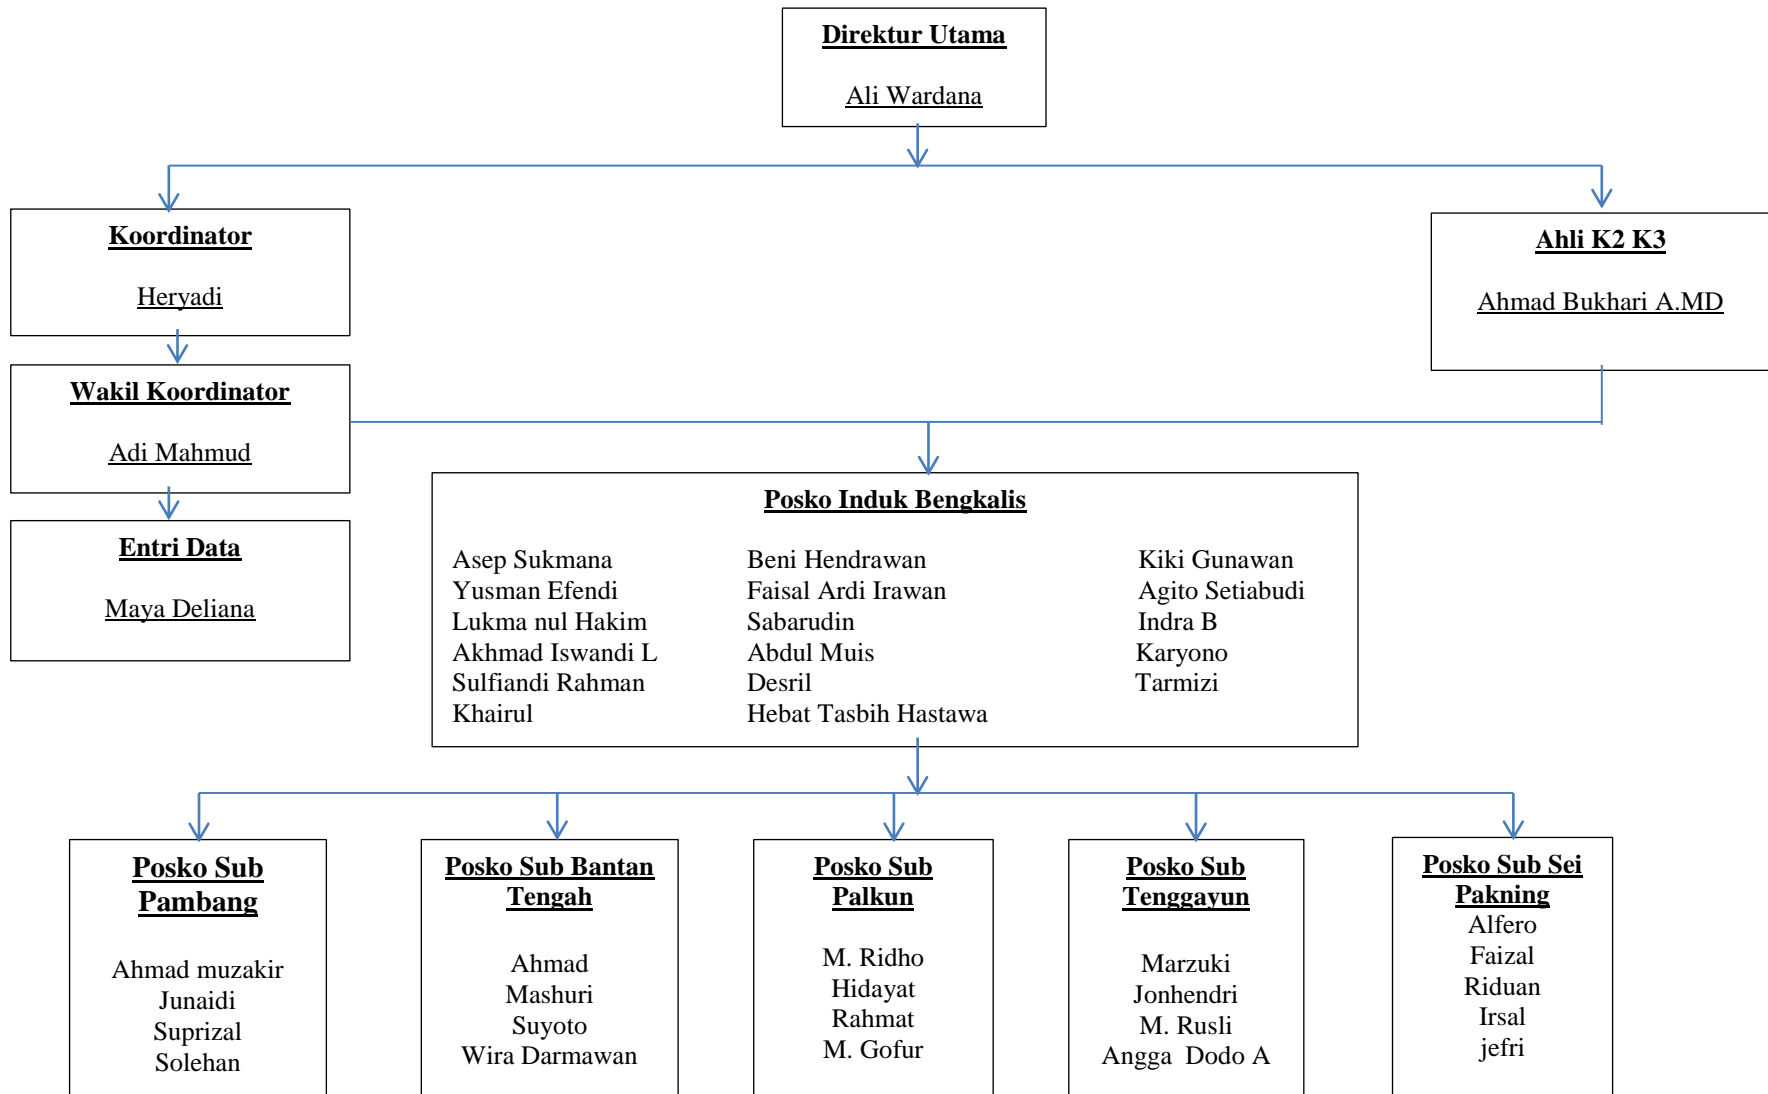 Direktur Utama
Ali Wardana
Koordinator
Heryadi
Ahli K2 K3
Ahmad Bukhari A.MD
Wakil Koordinator
Adi Mahmud
Entri Data
Maya Deliana
Posko Induk Bengkalis
Asep Sukmana Beni Hendrawan Kiki Gunawan
Yusman Efendi Faisal Ardi Irawan Agito Setiabudi
Lukma nul Hakim Sabarudin Indra B
Akhmad Iswandi L Abdul Muis Karyono
Sulfiandi Rahman Desril Tarmizi
Khairul Hebat Tasbih Hastawa
Posko Sub
Pambang
Ahmad muzakir
Junaidi
Suprizal
Solehan
Posko Sub Bantan
Tengah
Ahmad
Mashuri
Suyoto
Wira Darmawan
Posko Sub
Palkun
M. Ridho
Hidayat
Rahmat
M. Gofur
Posko Sub
Tenggayun
Marzuki
Jonhendri
M. Rusli
Angga Dodo A
Posko Sub Sei
Pakning
Alfero
Faizal
Riduan
Irsal
jefri